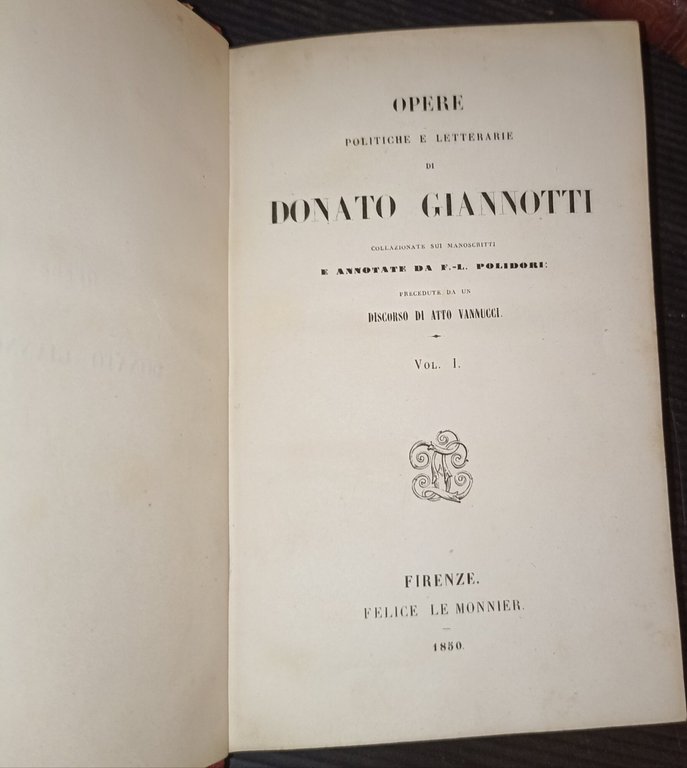 OPERE
POLITICHE E LETTERARIE
DI
DONATO GIANNOTTI
COLLAZIONATE SUI MANOSCRITTI
E ANNOTATE DA F.-L. POLIDORI:
PRECEDUTE DA UN
DISCORSO DI ATTO VANNUCCI.
VOL. I.
FIRENZE.
FELICE LE MONNIER.
1850.